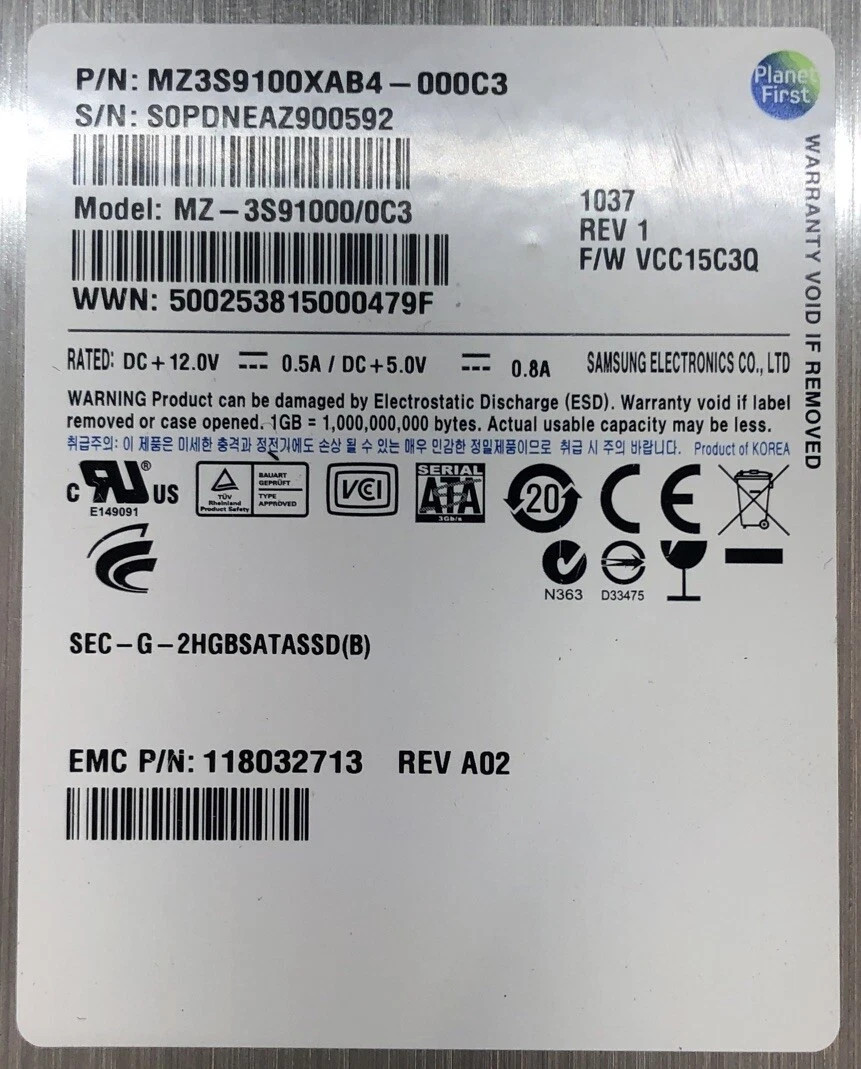 P/N: MZ3S9100XAB4-000C3
Planet
First
S/N: S0PDNEAZ900592
Model: MZ-3S91000/0C3
1037
REV 1
F/W VCC15C3Q
WWN: 500253815000479F
WARRANTY VOID IF REMOVED
RATED: DC+12.0V ⎓ 0.5A / DC+5.0V ⎓ 0.8A SAMSUNG ELECTRONICS CO., LTD
WARNING Product can be damaged by Electrostatic Discharge (ESD). Warranty void if label
removed or case opened. 1GB = 1,000,000,000 bytes. Actual usable capacity may be less.
취급주의: 이 제품은 미세한 충격과 정전기에도 손상 될 수 있는 매우 민감한 정밀제품이므로 취급 시 주의 바랍니다. Product of KOREA
C RU® US
E149091
TÜV
Rheinland
Product Safety
BAUART
GEPRÜFT
TYPE
APPROVED
VCI
SERIAL
ATA
3Gb/s
20
CE
N363
D33475
SEC-G-2HGBSATASSD(B)
EMC P/N: 118032713 REV A02